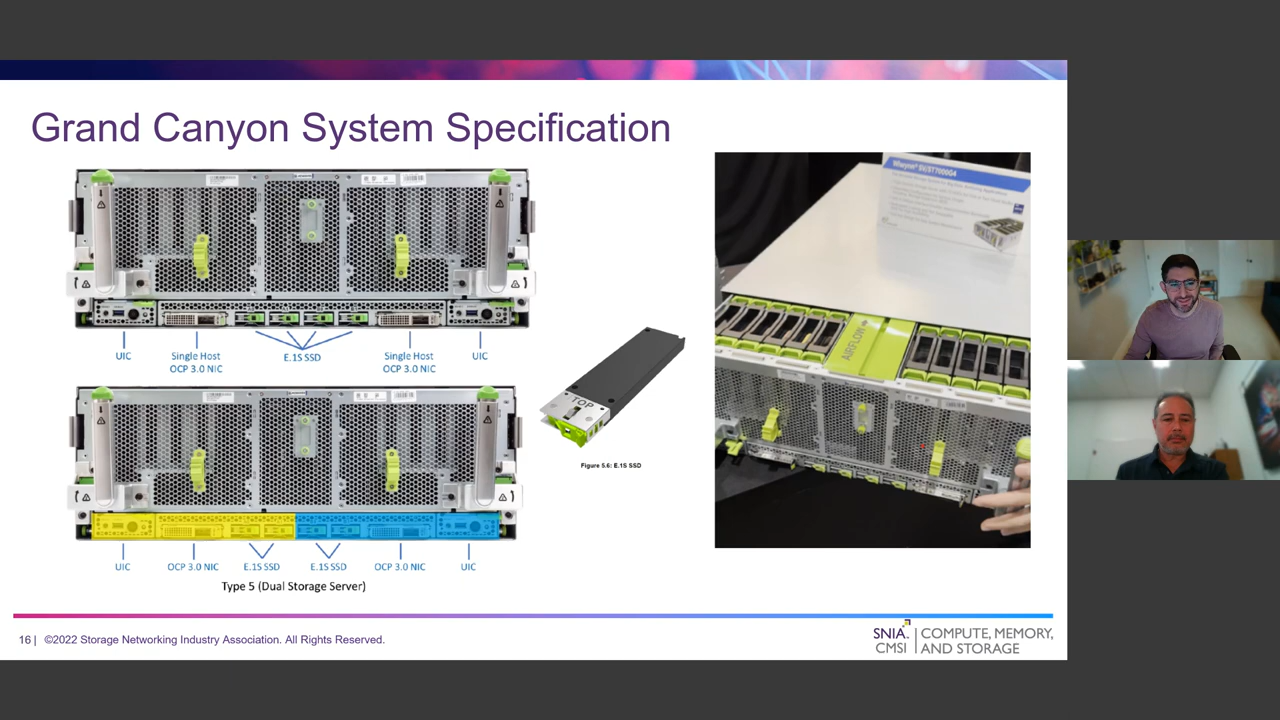 Grand Canyon System Specification
UIC
Single Host
OCP 3.0 NIC
E.1S SSD
Single Host
OCP 3.0 NIC
UIC
UIC
OCP 3.0 NIC
E.1S SSD
E.1S SSD
OCP 3.0 NIC
UIC
Type 5 (Dual Storage Server)
TOP
Figure 5.6: E.1S SSD
AIRFLOW
16 | ©2022 Storage Networking Industry Association. All Rights Reserved.
SNIA.
CMSI
COMPUTE, MEMORY,
AND STORAGE